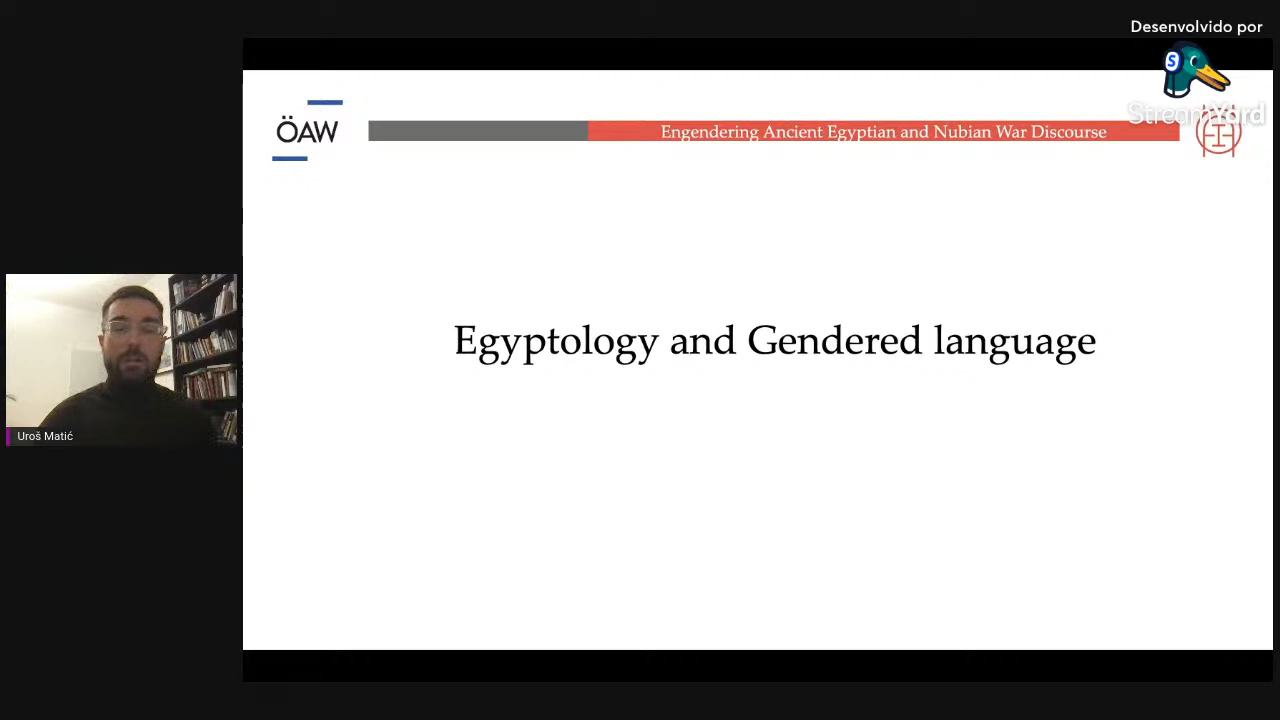 Desenvolvido por
StreamYard
ÖAW
Engendering Ancient Egyptian and Nubian War Discourse
Egyptology and Gendered language
Uroš Matić